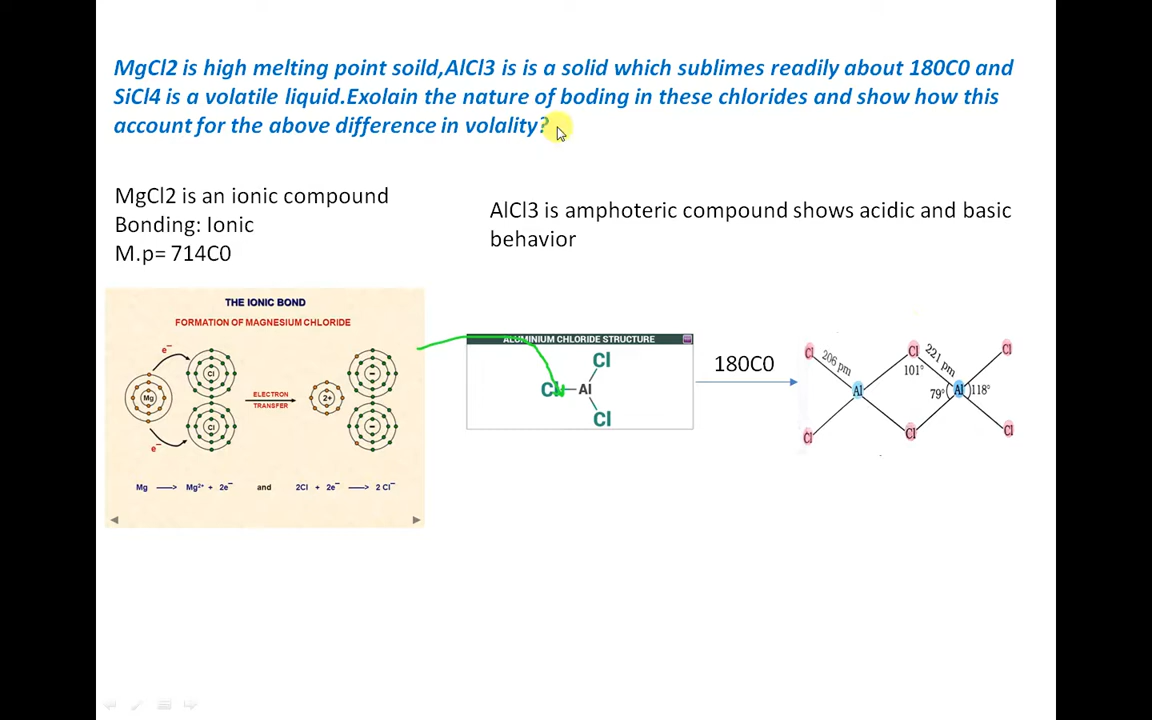 MgCl2 is high melting point soild,AlCl3 is is a solid which sublimes readily about 180C0 and
SiCl4 is a volatile liquid.Exolain the nature of boding in these chlorides and show how this
account for the above difference in volality?
MgCl2 is an ionic compound
Bonding: Ionic
M.p= 714C0
AlCl3 is amphoteric compound shows acidic and basic
behavior
THE IONIC BOND
FORMATION OF MAGNESIUM CHLORIDE
e⁻
Mg
Cl
Cl
e⁻
ELECTRON
TRANSFER
2+
-
-
Mg ⟶ Mg²⁺ + 2e⁻ and 2Cl + 2e⁻ ⟶ 2 Cl⁻
ALUMINIUM CHLORIDE STRUCTURE
Cl
Cl Al
Cl
180C0
Cl 206 pm Cl 221 pm Cl
101°
Al 79° Al 118°
Cl Cl Cl